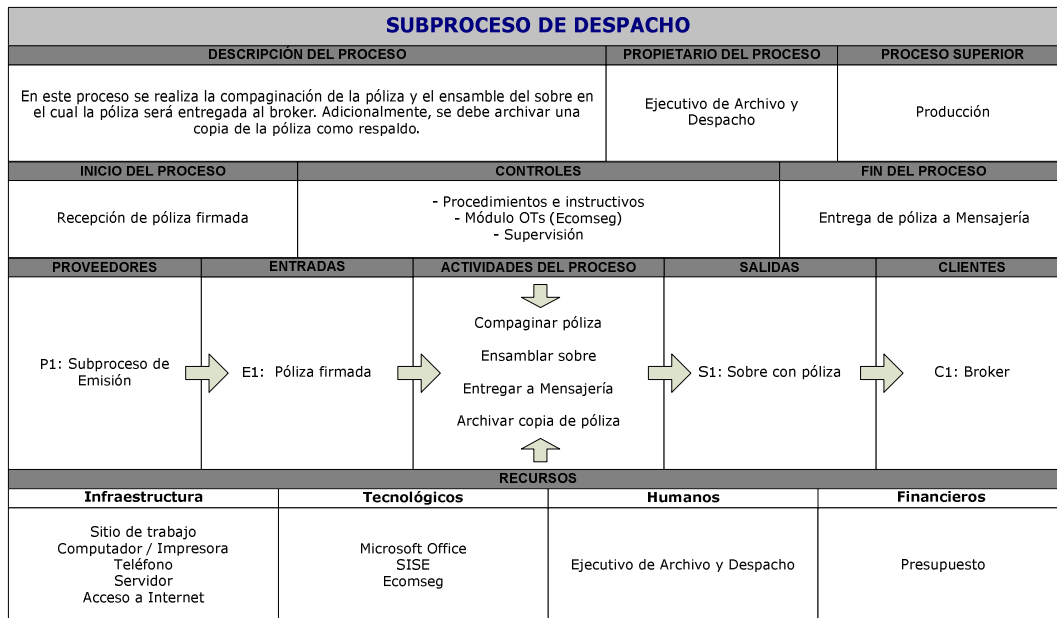 SUBPROCESO DE DESPACHO
DESCRIPCIÓN DEL PROCESO
PROPIETARIO DEL PROCESO
PROCESO SUPERIOR
En este proceso se realiza la compaginación de la póliza y el ensamble del sobre en
el cual la póliza será entregada al broker. Adicionalmente, se debe archivar una
copia de la póliza como respaldo.
Ejecutivo de Archivo y
Despacho
Producción
INICIO DEL PROCESO
CONTROLES
FIN DEL PROCESO
Recepción de póliza firmada
- Procedimientos e instructivos
- Módulo OTs (Ecomseg)
- Supervisión
Entrega de póliza a Mensajería
PROVEEDORES
ENTRADAS
ACTIVIDADES DEL PROCESO
SALIDAS
CLIENTES
P1: Subproceso de
Emisión
E1: Póliza firmada
Compaginar póliza
Ensamblar sobre
Entregar a Mensajería
Archivar copia de póliza
S1: Sobre con póliza
C1: Broker
RECURSOS
Infraestructura
Tecnológicos
Humanos
Financieros
Sitio de trabajo
Computador / Impresora
Teléfono
Servidor
Acceso a Internet
Microsoft Office
SISE
Ecomseg
Ejecutivo de Archivo y Despacho
Presupuesto